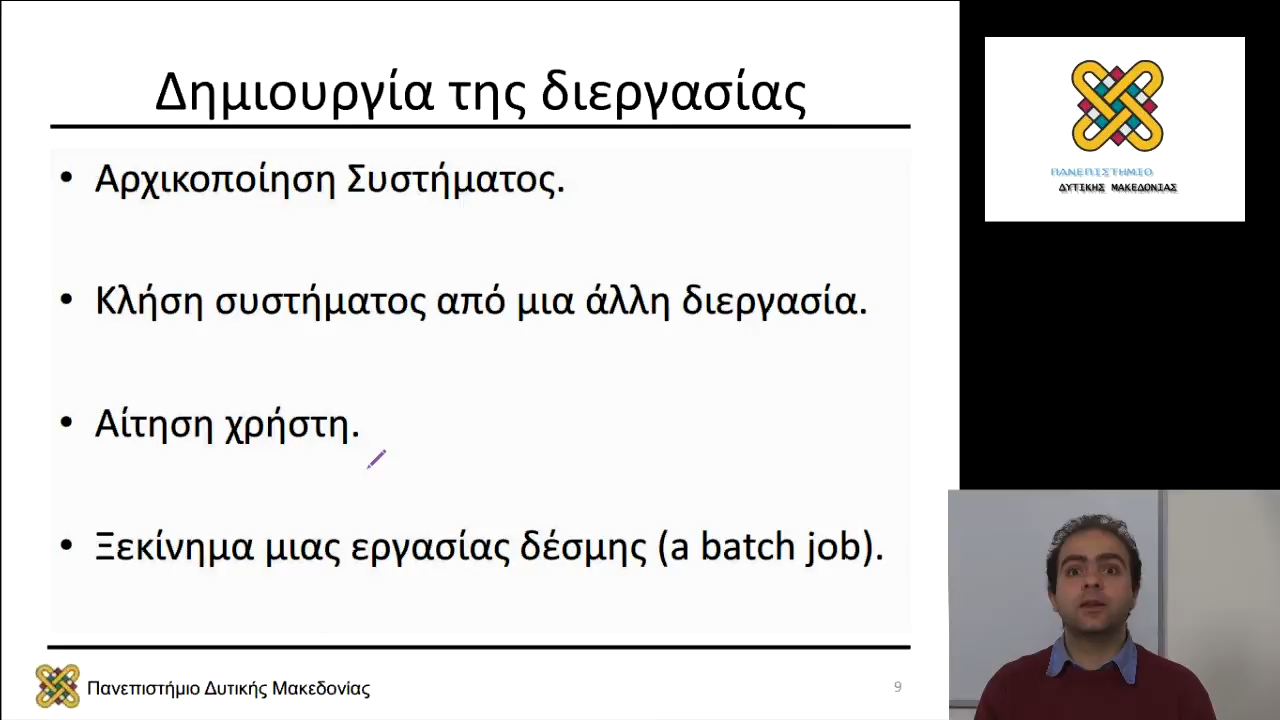 Δημιουργία της διεργασίας
• Αρχικοποίηση Συστήματος.
• Κλήση συστήματος από μια άλλη διεργασία.
• Αίτηση χρήστη.
• Ξεκίνημα μιας εργασίας δέσμης (a batch job).
Πανεπιστήμιο Δυτικής Μακεδονίας
9
ΠΑΝΕΠΙΣΤΗΜΙΟ
ΔΥΤΙΚΗΣ ΜΑΚΕΔΟΝΙΑΣ